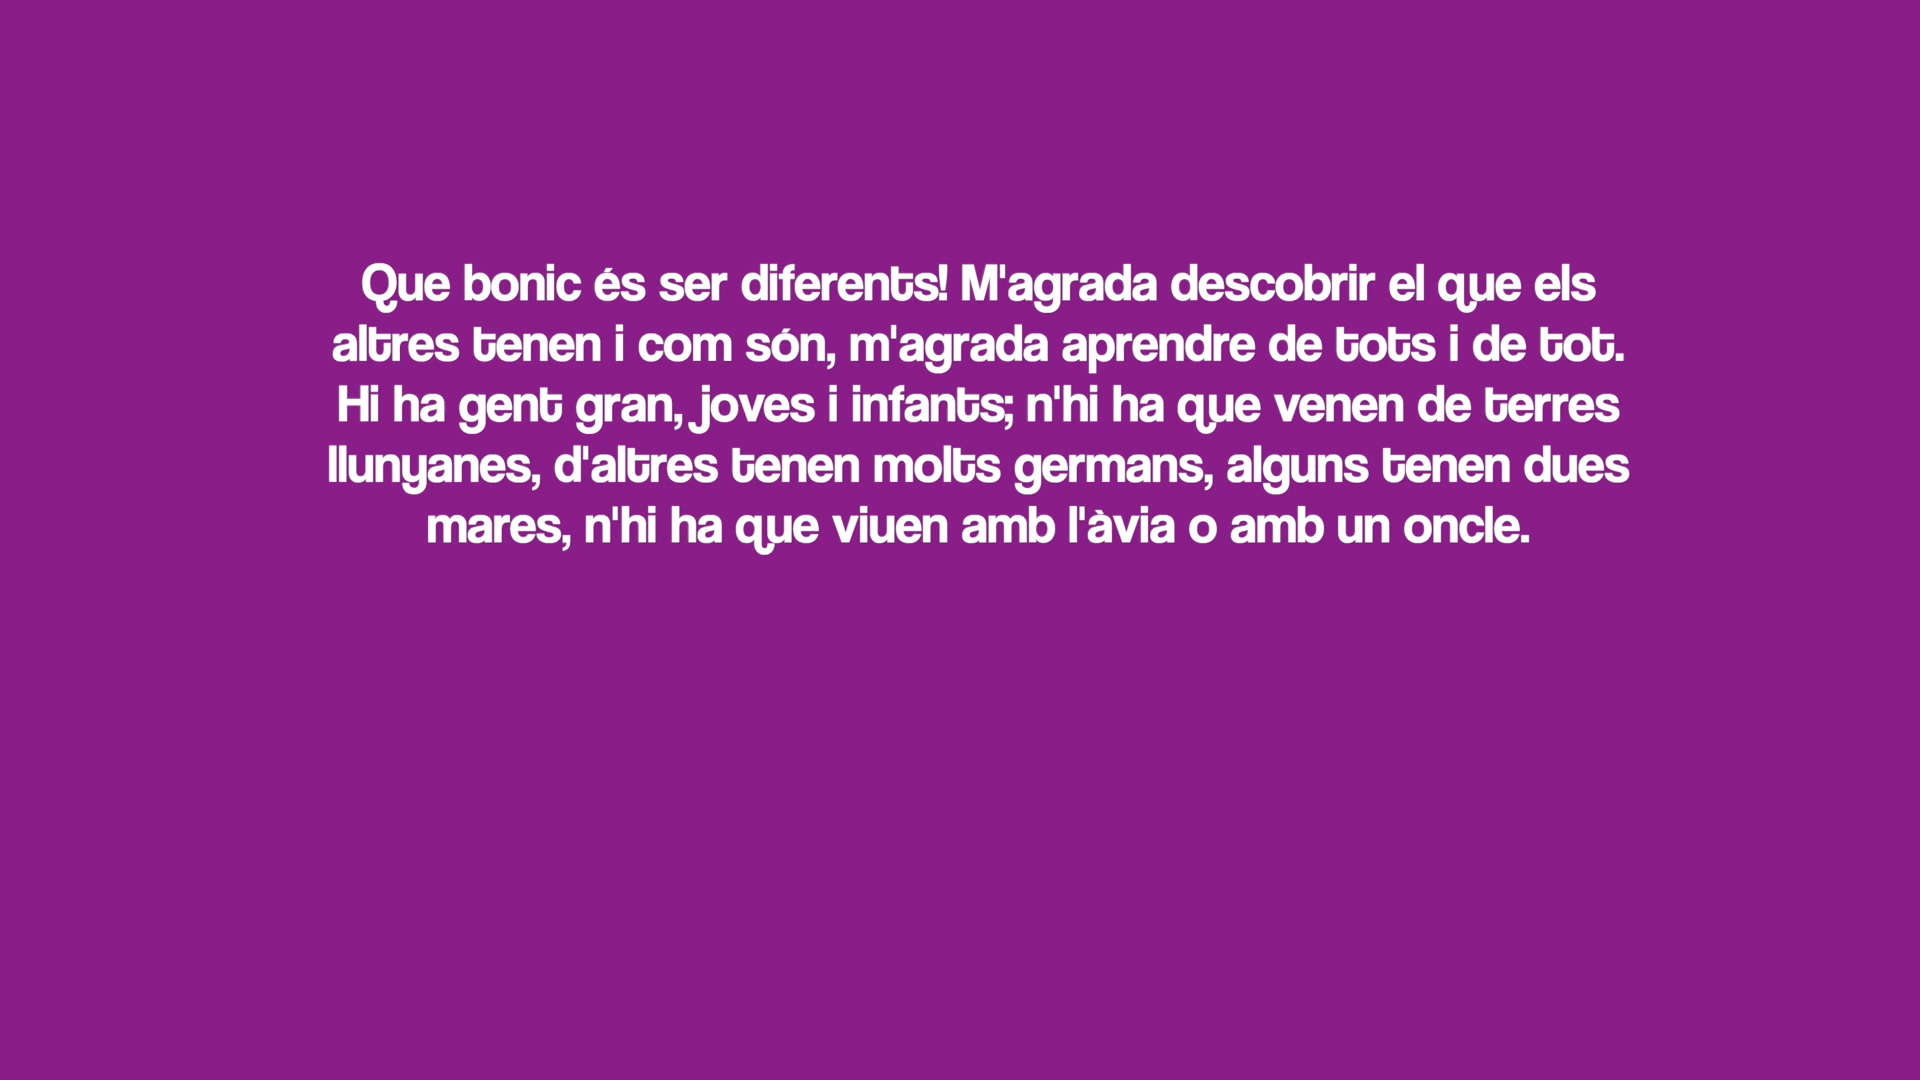 Que bonic és ser diferents! M'agrada descobrir el que els
altres tenen i com són, m'agrada aprendre de tots i de tot.
Hi ha gent gran, joves i infants; n'hi ha que venen de terres
llunyanes, d'altres tenen molts germans, alguns tenen dues
mares, n'hi ha que viuen amb l'àvia o amb un oncle.